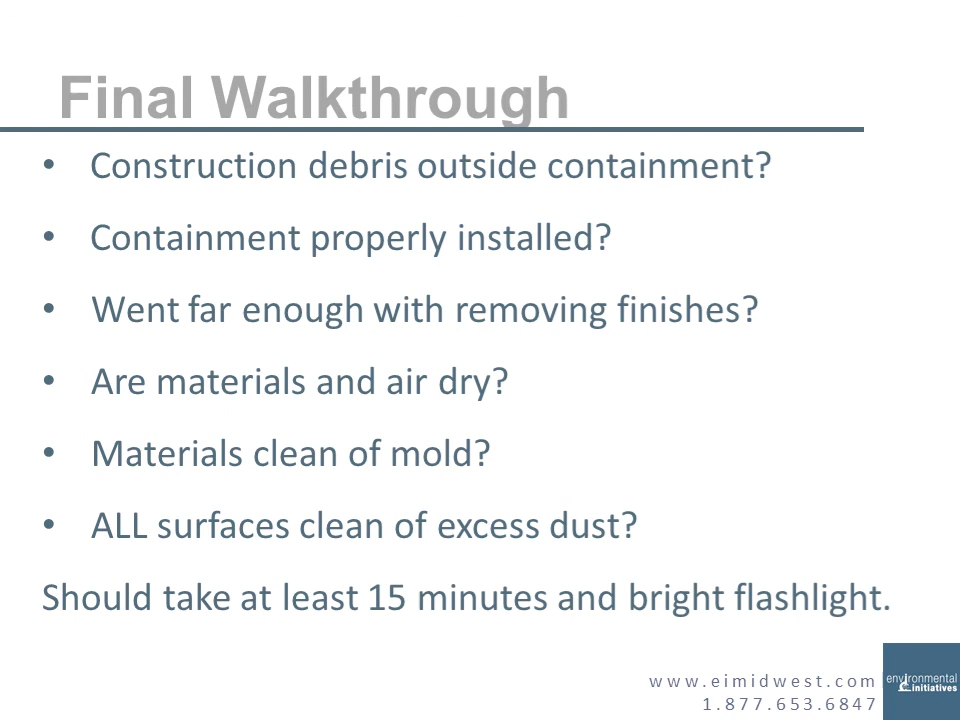 Final Walkthrough
• Construction debris outside containment?
• Containment properly installed?
• Went far enough with removing finishes?
• Are materials and air dry?
• Materials clean of mold?
• ALL surfaces clean of excess dust?
Should take at least 15 minutes and bright flashlight.
www.eimidwest.com
1.877.653.6847
environmental
initiatives